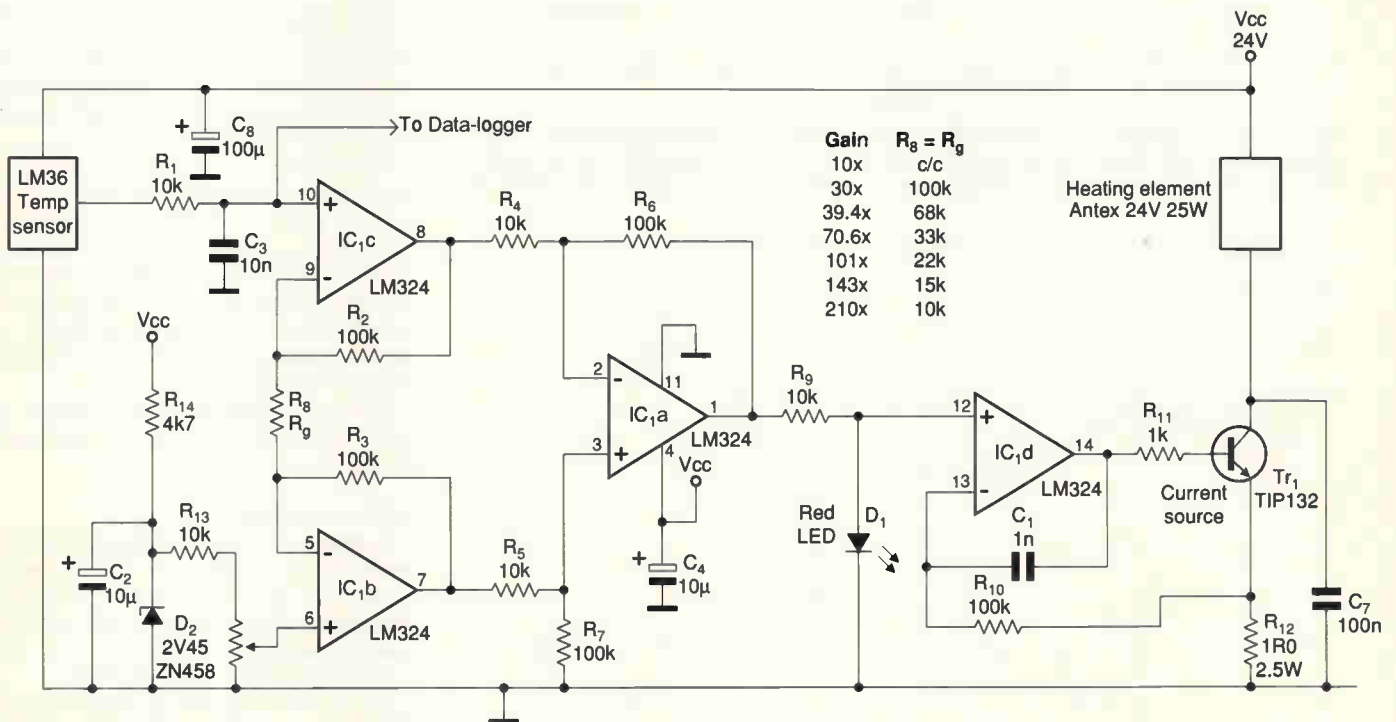 Vcc
24V
To Data-logger
+
C8
100µ
R1
10k
LM36
Temp
sensor
C3
10n
10
+
IC1c
8
9
-
LM324
R2
100k
R4
10k
R6
100k
Gain R8 = Rg
10x c/c
30x 100k
39.4x 68k
70.6x 33k
101x 22k
143x 15k
210x 10k
Heating element
Antex 24V 25W
Vcc
R14
4k7
R8
Rg
R3
100k
2
-
11
IC1a
1
3
+
LM324
4
Vcc
R9
10k
12
+
IC1d
14
13
-
LM324
R11
1k
Current
source
Tr1
TIP132
Red
LED
D1
C1
1n
R10
100k
R13
10k
+
C2
10µ
D2
2V45
ZN458
5
-
IC1b
7
6
+
LM324
R5
10k
+
C4
10µ
R7
100k
R12
1R0
2.5W
C7
100n